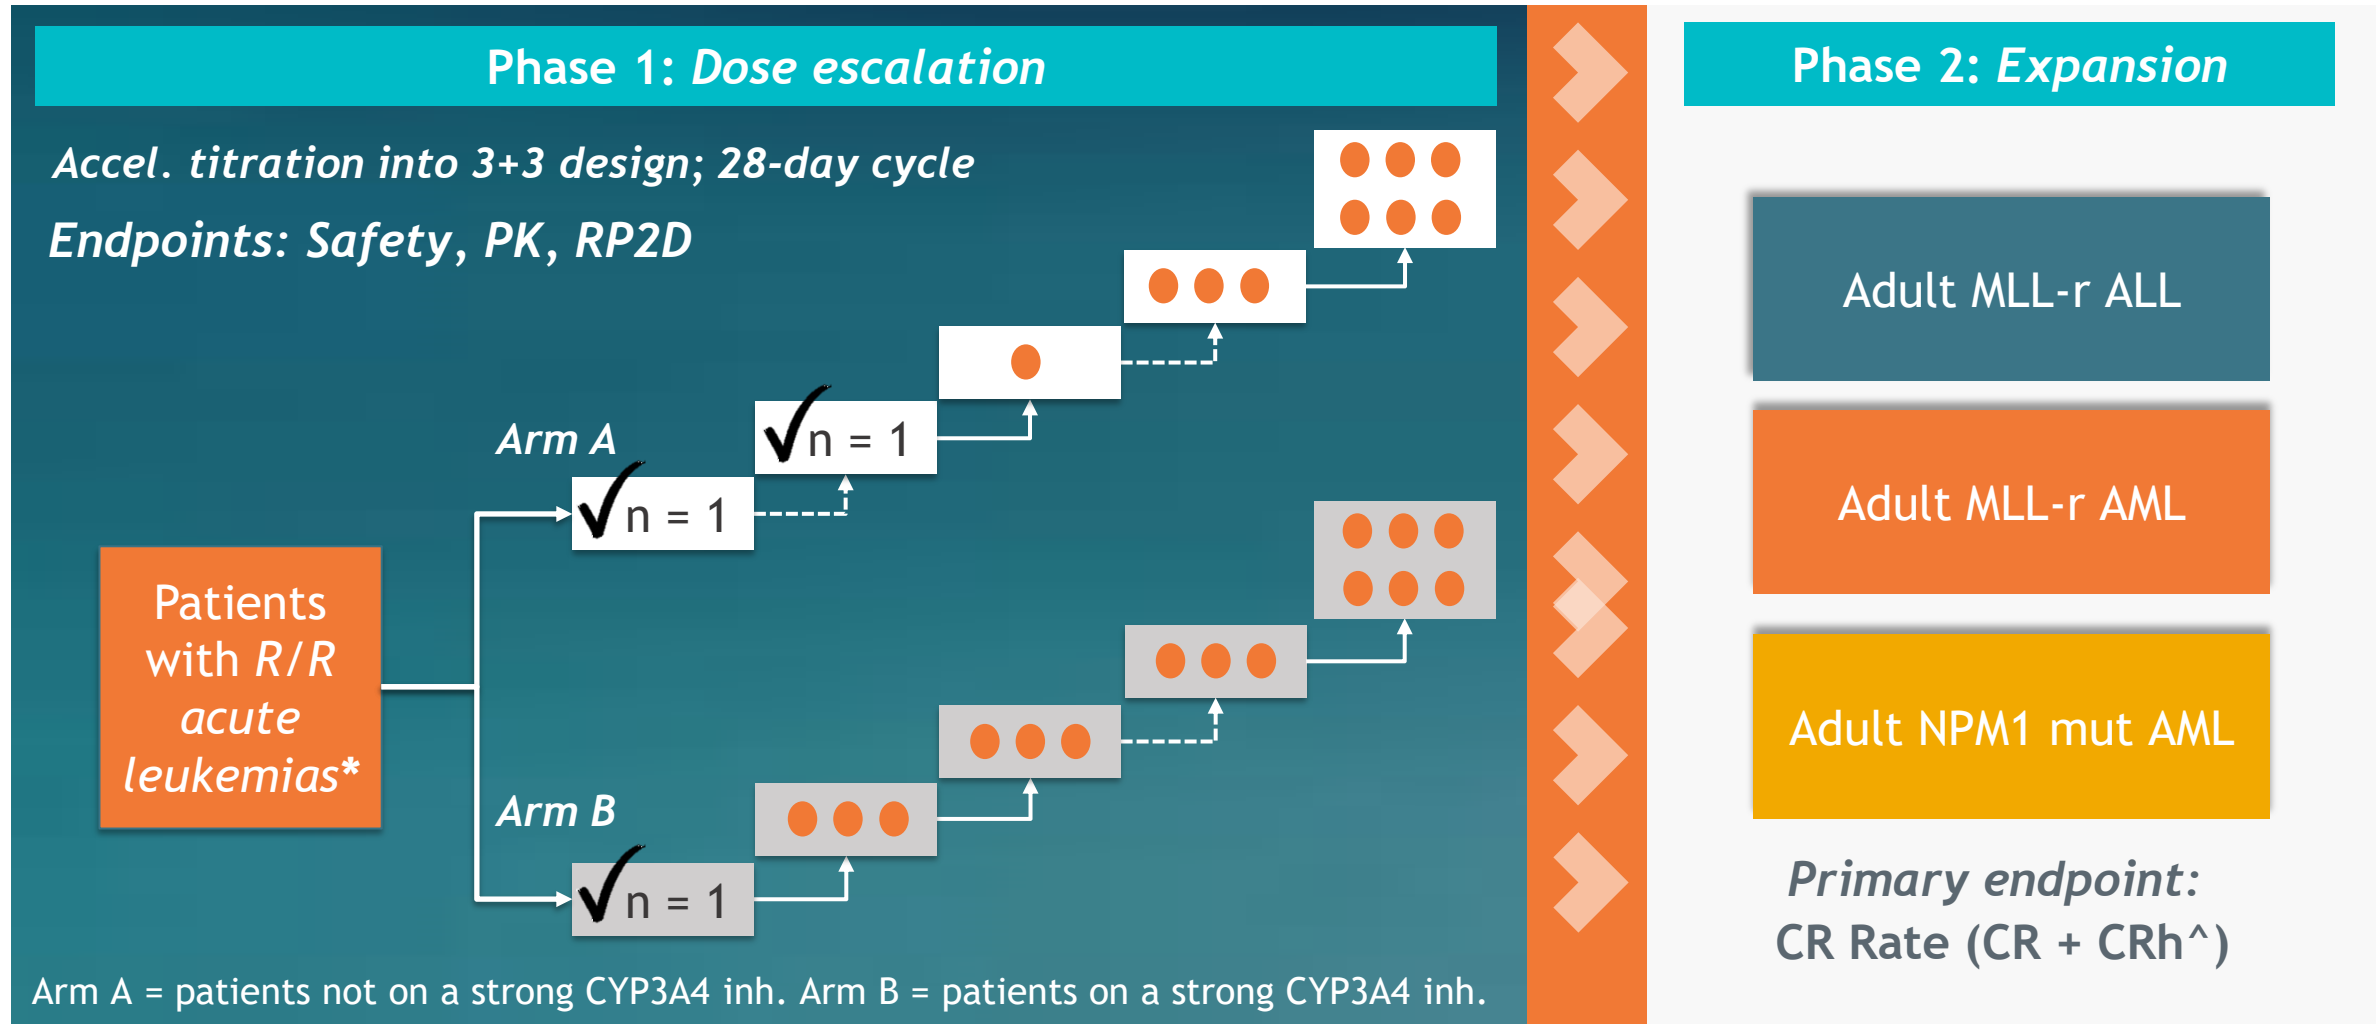 Phase 1: Dose escalation
Accel. titration into 3+3 design; 28-day cycle
Endpoints: Safety, PK, RP2D
Arm A
n = 1
n = 1
Patients
with R/R
acute
leukemias*
Arm B
n = 1
Arm A = patients not on a strong CYP3A4 inh. Arm B = patients on a strong CYP3A4 inh.
Phase 2: Expansion
Adult MLL-r ALL
Adult MLL-r AML
Adult NPM1 mut AML
Primary endpoint:
CR Rate (CR + CRh^)